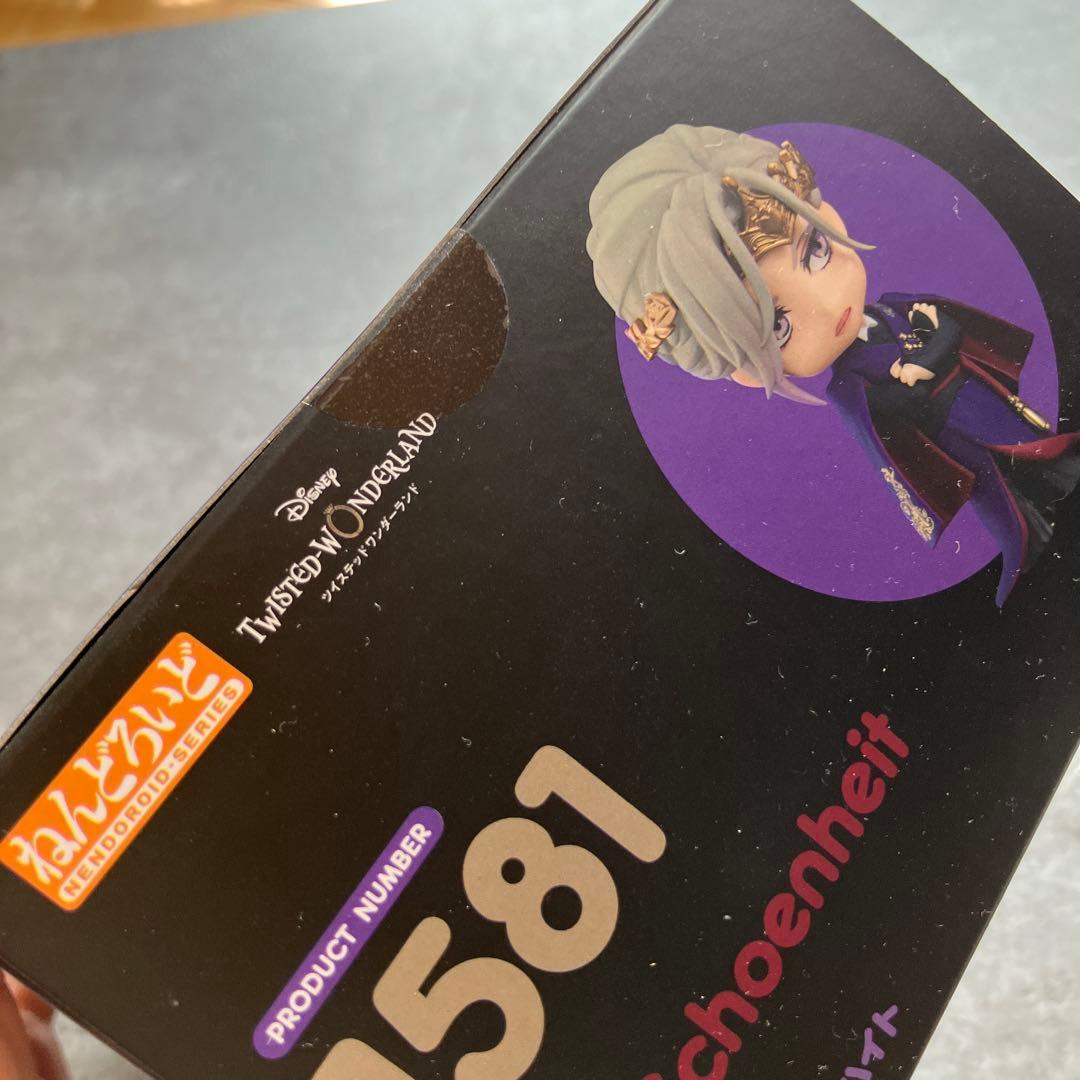 Disney
TWISTED-WONDERLAND
ツイステッドワンダーランド
ねんどろいど
NENDOROID・SERIES
PRODUCT NUMBER
1581
Schoenheit